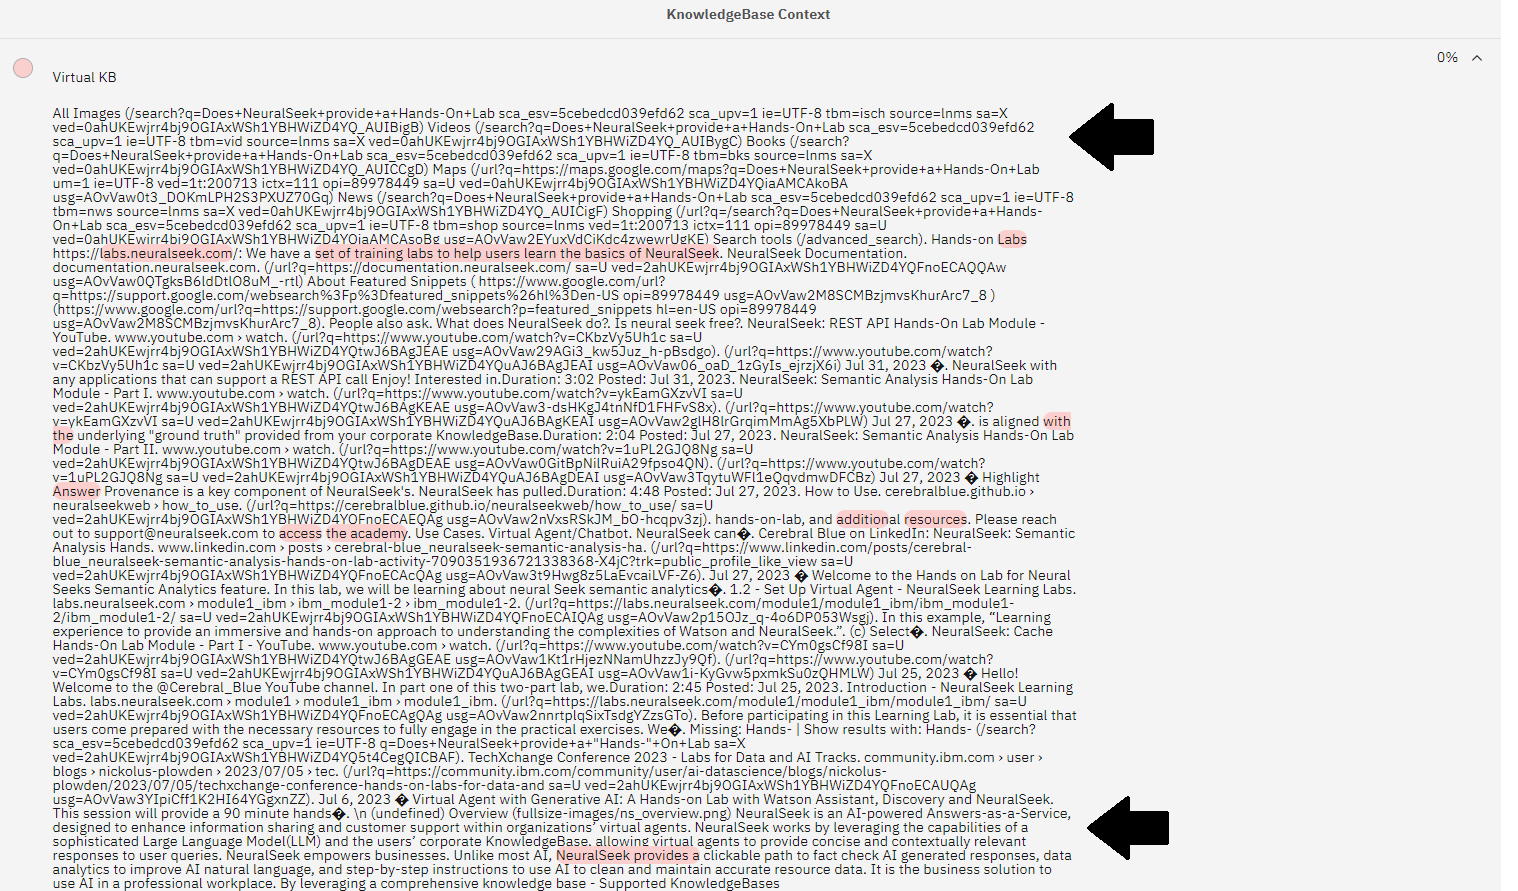 KnowledgeBase Context
0%
Virtual KB
All Images (/search?q=Does+NeuralSeek+provide+a+Hands-On+Lab sca_esv=5cebedcd039efd62 sca_upv=1 ie=UTF-8 tbm=isch source=lnms sa=X
ved=0ahUKEwjrr4bj9OGIAxWSh1YBHWiZD4YQ_AUIBigB) Videos (/search?q=Does+NeuralSeek+provide+a+Hands-On+Lab sca_esv=5cebedcd039efd62
sca_upv=1 ie=UTF-8 tbm=vid source=lnms sa=X ved=0ahUKEwjrr4bj9OGIAxWSh1YBHWiZD4YQ_AUIBygC) Books (/search?
q=Does+NeuralSeek+provide+a+Hands-On+Lab sca_esv=5cebedcd039efd62 sca_upv=1 ie=UTF-8 tbm=bks source=lnms sa=X
ved=0ahUKEwjrr4bj9OGIAxWSh1YBHWiZD4YQ_AUICCgD) Maps (/url?q=https://maps.google.com/maps?q=Does+NeuralSeek+provide+a+Hands-On+Lab
um=1 ie=UTF-8 ved=1t:200713 ictx=111 opi=89978449 sa=U ved=0ahUKEwjrr4bj9OGIAxWSh1YBHWiZD4YQiaAMCAkoBA
usg=AOvVaw0t3_DOKmLPH2S3PXUZ70Gq) News (/search?q=Does+NeuralSeek+provide+a+Hands-On+Lab sca_esv=5cebedcd039efd62 sca_upv=1 ie=UTF-8
tbm=nws source=lnms sa=X ved=0ahUKEwjrr4bj9OGIAxWSh1YBHWiZD4YQ_AUICigF) Shopping (/url?q=/search?q=Does+NeuralSeek+provide+a+Hands-
On+Lab sca_esv=5cebedcd039efd62 sca_upv=1 ie=UTF-8 tbm=shop source=lnms ved=1t:200713 ictx=111 opi=89978449 sa=U
ved=0ahUKEwjrr4bj9OGIAxWSh1YBHWiZD4YQiaAMCAsoBg usg=AOvVaw2EYuxVdCiKdc4zwewrUgKE) Search tools (/advanced_search). Hands-on Labs
https://labs.neuralseek.com/: We have a set of training labs to help users learn the basics of NeuralSeek. NeuralSeek Documentation.
documentation.neuralseek.com. (/url?q=https://documentation.neuralseek.com/ sa=U ved=2ahUKEwjrr4bj9OGIAxWSh1YBHWiZD4YQFnoECAQQAw
usg=AOvVaw0QTgksB6ldDtlO8uM_-rtl) About Featured Snippets ( https://www.google.com/url?
q=https://support.google.com/websearch%3Fp%3Dfeatured_snippets%26hl%3Den-US opi=89978449 usg=AOvVaw2M8SCMBzjmvsKhurArc7_8 )
(https://www.google.com/url?q=https://support.google.com/websearch?p=featured_snippets hl=en-US opi=89978449
usg=AOvVaw2M8SCMBzjmvsKhurArc7_8). People also ask. What does NeuralSeek do?. Is neural seek free?. NeuralSeek: REST API Hands-On Lab Module -
YouTube. www.youtube.com › watch. (/url?q=https://www.youtube.com/watch?v=CKbzVy5Uh1c sa=U
ved=2ahUKEwjrr4bj9OGIAxWSh1YBHWiZD4YQtwJ6BAgJEAE usg=AOvVaw29AGi3_kw5Juz_h-pBsdgo). (/url?q=https://www.youtube.com/watch?
v=CKbzVy5Uh1c sa=U ved=2ahUKEwjrr4bj9OGIAxWSh1YBHWiZD4YQuAJ6BAgJEAI usg=AOvVaw06_oaD_1zGyIs_ejrzjX6i) Jul 31, 2023 �. NeuralSeek with
any applications that can support a REST API call Enjoy! Interested in.Duration: 3:02 Posted: Jul 31, 2023. NeuralSeek: Semantic Analysis Hands-On Lab
Module - Part I. www.youtube.com › watch. (/url?q=https://www.youtube.com/watch?v=ykEamGXzvVI sa=U
ved=2ahUKEwjrr4bj9OGIAxWSh1YBHWiZD4YQtwJ6BAgKEAE usg=AOvVaw3-dsHKgJ4tnNfD1FHFvS8x). (/url?q=https://www.youtube.com/watch?
v=ykEamGXzvVI sa=U ved=2ahUKEwjrr4bj9OGIAxWSh1YBHWiZD4YQuAJ6BAgKEAI usg=AOvVaw2glH8lrGrqimMmAg5XbPLW) Jul 27, 2023 �. is aligned with
the underlying "ground truth" provided from your corporate KnowledgeBase.Duration: 2:04 Posted: Jul 27, 2023. NeuralSeek: Semantic Analysis Hands-On Lab
Module - Part II. www.youtube.com › watch. (/url?q=https://www.youtube.com/watch?v=1uPL2GJQ8Ng sa=U
ved=2ahUKEwjrr4bj9OGIAxWSh1YBHWiZD4YQtwJ6BAgDEAE usg=AOvVaw0GitBpNilRuiA29fpso4QN). (/url?q=https://www.youtube.com/watch?
v=1uPL2GJQ8Ng sa=U ved=2ahUKEwjrr4bj9OGIAxWSh1YBHWiZD4YQuAJ6BAgDEAI usg=AOvVaw3TqytuWFl1eQqvdmwDFCBz) Jul 27, 2023 � Highlight
Answer Provenance is a key component of NeuralSeek's. NeuralSeek has pulled.Duration: 4:48 Posted: Jul 27, 2023. How to Use. cerebralblue.github.io ›
neuralseekweb › how_to_use. (/url?q=https://cerebralblue.github.io/neuralseekweb/how_to_use/ sa=U
ved=2ahUKEwjrr4bj9OGIAxWSh1YBHWiZD4YQFnoECAEQAg usg=AOvVaw2nVxsRSkJM_bO-hcqpv3zj). hands-on-lab, and additional resources. Please reach
out to support@neuralseek.com to access the academy. Use Cases. Virtual Agent/Chatbot. NeuralSeek can�. Cerebral Blue on LinkedIn: NeuralSeek: Semantic
Analysis Hands. www.linkedin.com › posts › cerebral-blue_neuralseek-semantic-analysis-ha. (/url?q=https://www.linkedin.com/posts/cerebral-
blue_neuralseek-semantic-analysis-hands-on-lab-activity-7090351936721338368-X4jC?trk=public_profile_like_view sa=U
ved=2ahUKEwjrr4bj9OGIAxWSh1YBHWiZD4YQFnoECAcQAg usg=AOvVaw3t9Hwg8z5LaEvcaiLVF-Z6). Jul 27, 2023 � Welcome to the Hands on Lab for Neural
Seeks Semantic Analytics feature. In this lab, we will be learning about neural Seek semantic analytics�. 1.2 - Set Up Virtual Agent - NeuralSeek Learning Labs.
labs.neuralseek.com › module1_ibm › ibm_module1-2 › ibm_module1-2. (/url?q=https://labs.neuralseek.com/module1/module1_ibm/ibm_module1-
2/ibm_module1-2/ sa=U ved=2ahUKEwjrr4bj9OGIAxWSh1YBHWiZD4YQFnoECAIQAg usg=AOvVaw2p15OJz_q-4o6DP053Wsgj). In this example, “Learning
experience to provide an immersive and hands-on approach to understanding the complexities of Watson and NeuralSeek.”. (c) Select�. NeuralSeek: Cache
Hands-On Lab Module - Part I - YouTube. www.youtube.com › watch. (/url?q=https://www.youtube.com/watch?v=CYm0gsCf98I sa=U
ved=2ahUKEwjrr4bj9OGIAxWSh1YBHWiZD4YQtwJ6BAgGEAE usg=AOvVaw1Kt1rHjezNNamUhzzJy9Qf). (/url?q=https://www.youtube.com/watch?
v=CYm0gsCf98I sa=U ved=2ahUKEwjrr4bj9OGIAxWSh1YBHWiZD4YQuAJ6BAgGEAI usg=AOvVaw1i-KyGvw5pxmkSu0zQHMLW) Jul 25, 2023 � Hello!
Welcome to the @Cerebral_Blue YouTube channel. In part one of this two-part lab, we.Duration: 2:45 Posted: Jul 25, 2023. Introduction - NeuralSeek Learning
Labs. labs.neuralseek.com › module1 › module1_ibm › module1_ibm. (/url?q=https://labs.neuralseek.com/module1/module1_ibm/module1_ibm/ sa=U
ved=2ahUKEwjrr4bj9OGIAxWSh1YBHWiZD4YQFnoECAgQAg usg=AOvVaw2nnrtplqSixTsdgYZzsGTo). Before participating in this Learning Lab, it is essential that
users come prepared with the necessary resources to fully engage in the practical exercises. We�. Missing: Hands- | Show results with: Hands- (/search?
sca_esv=5cebedcd039efd62 sca_upv=1 ie=UTF-8 q=Does+NeuralSeek+provide+a+"Hands-"+On+Lab sa=X
ved=2ahUKEwjrr4bj9OGIAxWSh1YBHWiZD4YQ5t4CegQICBAF). TechXchange Conference 2023 - Labs for Data and AI Tracks. community.ibm.com › user ›
blogs › nickolus-plowden › 2023/07/05 › tec. (/url?q=https://community.ibm.com/community/user/ai-datascience/blogs/nickolus-
plowden/2023/07/05/techxchange-conference-hands-on-labs-for-data-and sa=U ved=2ahUKEwjrr4bj9OGIAxWSh1YBHWiZD4YQFnoECAUQAg
usg=AOvVaw3YIpiCff1K2HI64YGgxnZZ). Jul 6, 2023 � Virtual Agent with Generative AI: A Hands-on Lab with Watson Assistant, Discovery and NeuralSeek.
This session will provide a 90 minute hands�. \n (undefined) Overview (fullsize-images/ns_overview.png) NeuralSeek is an AI-powered Answers-as-a-Service,
designed to enhance information sharing and customer support within organizations’ virtual agents. NeuralSeek works by leveraging the capabilities of a
sophisticated Large Language Model(LLM) and the users’ corporate KnowledgeBase, allowing virtual agents to provide concise and contextually relevant
responses to user queries. NeuralSeek empowers businesses. Unlike most AI, NeuralSeek provides a clickable path to fact check AI generated responses, data
analytics to improve AI natural language, and step-by-step instructions to use AI to clean and maintain accurate resource data. It is the business solution to
use AI in a professional workplace. By leveraging a comprehensive knowledge base - Supported KnowledgeBases